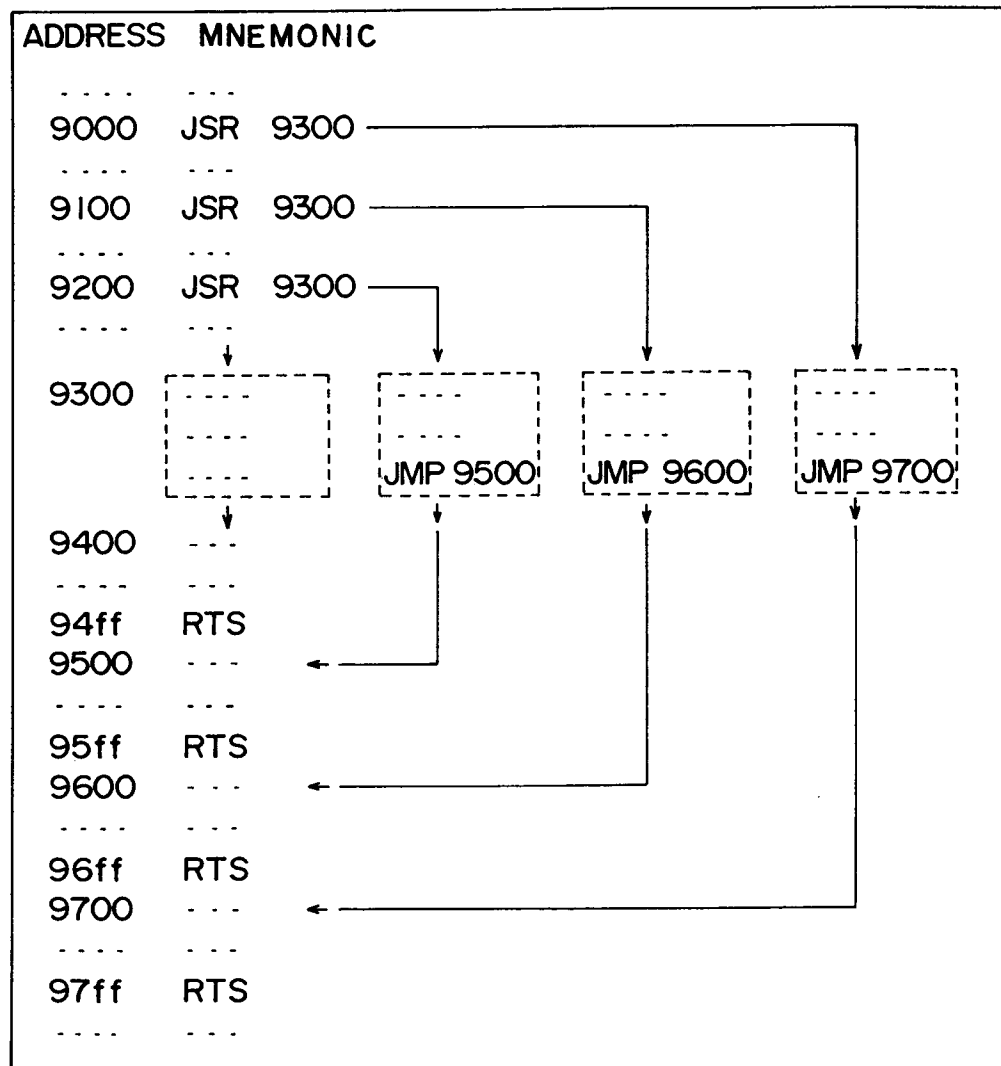 ADDRESS MNEMONIC
- - - - - - -
9000 JSR 9300
- - - - - - -
9100 JSR 9300
- - - - - - -
9200 JSR 9300
- - - - - - -
9300 - - - - - - - - - - - - - - - -
- - - - - - - - - - - - - - - -
- - - - JMP 9500 JMP 9600 JMP 9700
9400 - - -
- - - - - - -
94ff RTS
9500 - - -
- - - - - - -
95ff RTS
9600 - - -
- - - - - - -
96ff RTS
9700 - - -
- - - - - - -
97ff RTS
- - - - - - -